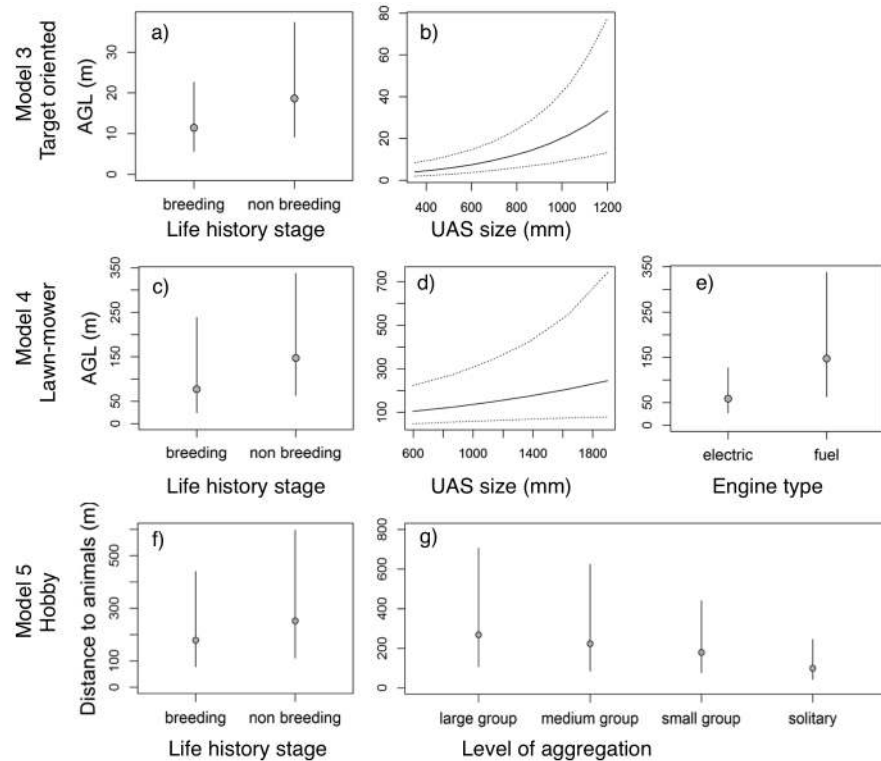 Model 3
Target oriented
AGL (m)
0 10 20 30
a)
breeding non breeding
Life history stage
0 20 40 60 80
b)
400 600 800 1000 1200
UAS size (mm)
Model 4
Lawn-mower
AGL (m)
0 50 150 250 350
c)
breeding non breeding
Life history stage
100 300 500 700
d)
600 1000 1400 1800
UAS size (mm)
0 50 150 250 350
e)
electric fuel
Engine type
Model 5
Hobby
Distance to animals (m)
0 100 300 500
f)
breeding non breeding
Life history stage
0 200 400 600 800
g)
large group medium group small group solitary
Level of aggregation